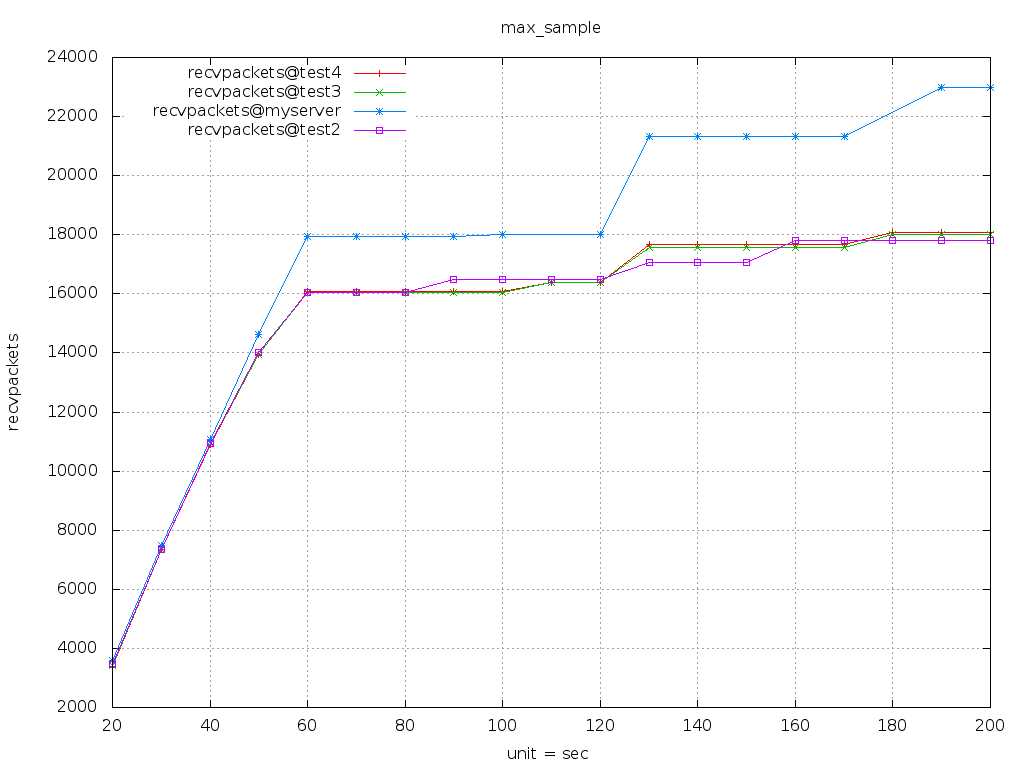 max_sample
24000
22000
20000
18000
16000
14000
12000
10000
8000
6000
4000
2000
recvpackets
recvpackets@test4
recvpackets@test3
recvpackets@myserver
recvpackets@test2
20 40 60 80 100 120 140 160 180 200
unit = sec